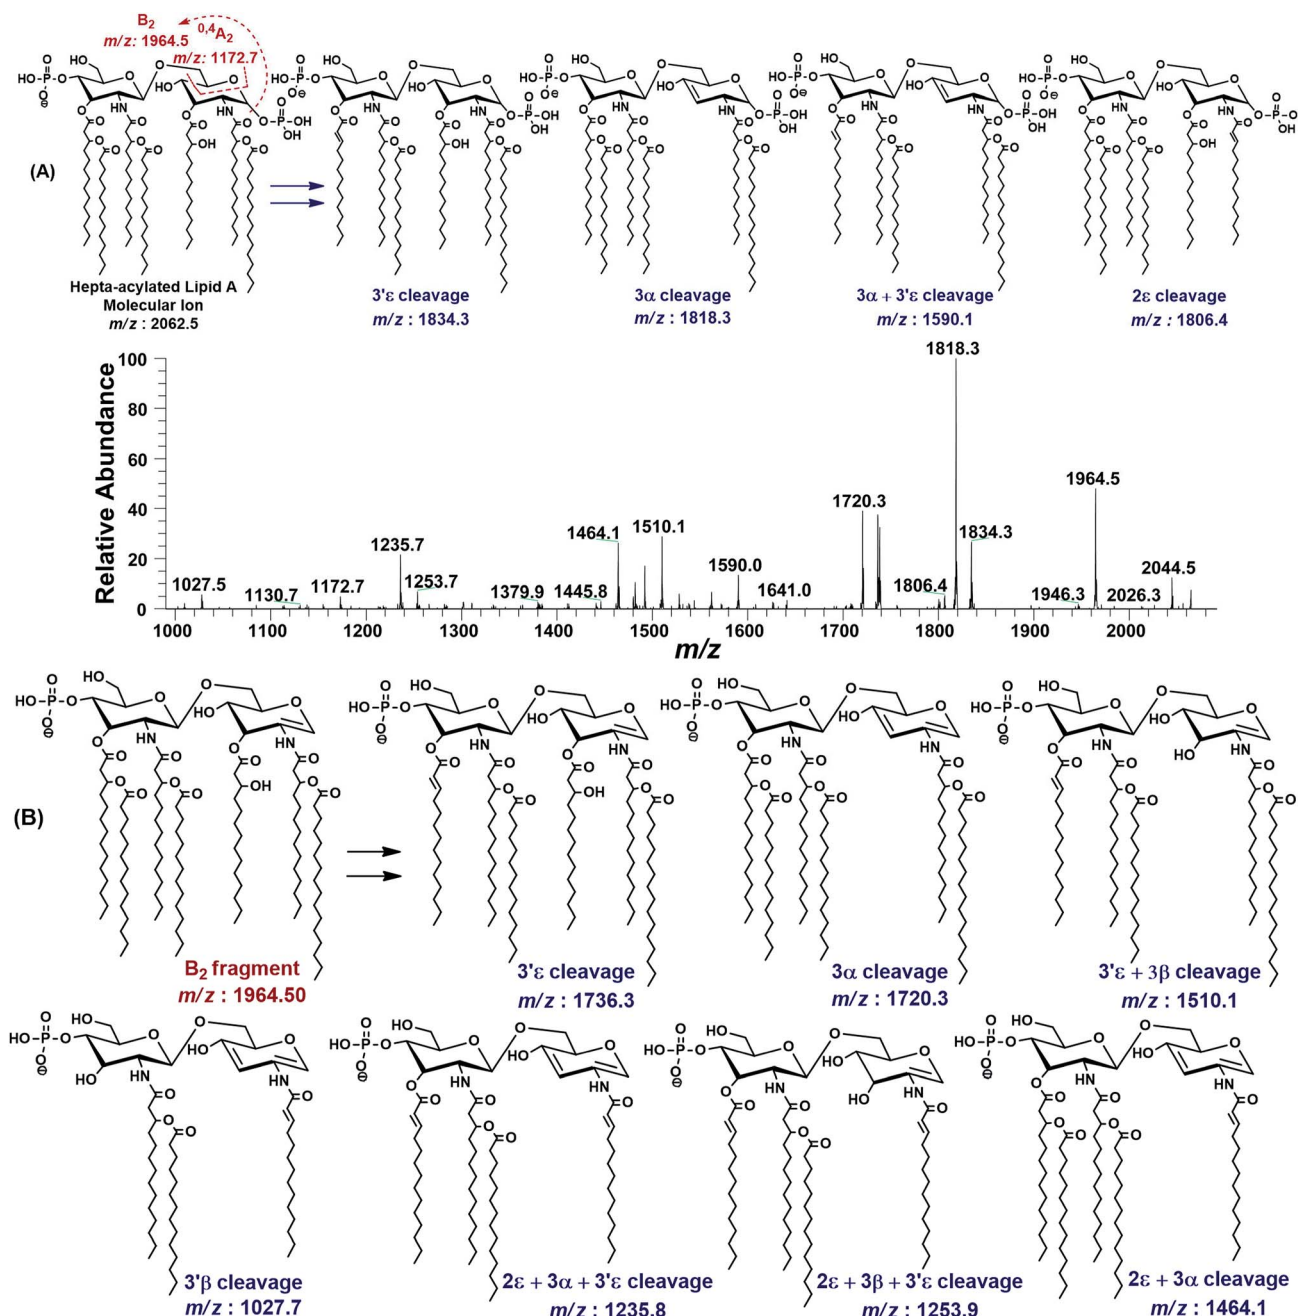 B2
m/z: 1964.5
0,4A2
m/z: 1172.7
(A)
Hepta-acylated Lipid A
Molecular Ion
m/z : 2062.5
3'ε cleavage
m/z : 1834.3
3α cleavage
m/z : 1818.3
3α + 3'ε cleavage
m/z : 1590.1
2ε cleavage
m/z : 1806.4
Relative Abundance
100
80
60
40
20
0
1027.5
1130.7
1172.7
1235.7
1253.7
1379.9
1445.8
1464.1
1510.1
1590.0
1641.0
1720.3
1806.4
1818.3
1834.3
1946.3
1964.5
2026.3
2044.5
1000 1100 1200 1300 1400 1500 1600 1700 1800 1900 2000
m/z
(B)
B2 fragment
m/z : 1964.50
3'ε cleavage
m/z : 1736.3
3α cleavage
m/z : 1720.3
3'ε + 3β cleavage
m/z : 1510.1
3'β cleavage
m/z : 1027.7
2ε + 3α + 3'ε cleavage
m/z : 1235.8
2ε + 3β + 3'ε cleavage
m/z : 1253.9
2ε + 3α cleavage
m/z : 1464.1